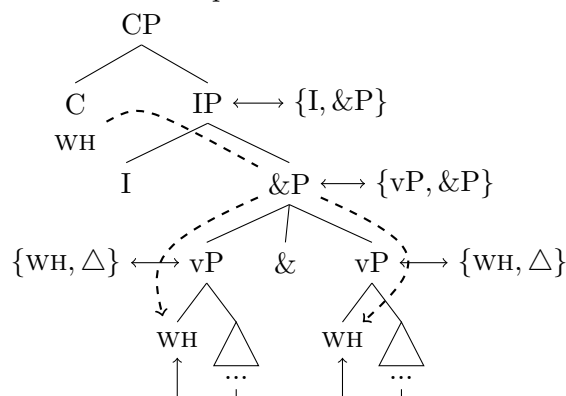 CP
C IP {I, &P}
WH
I &P {vP, &P}
{WH, △} vP & vP {WH, △}
WH WH
... ...